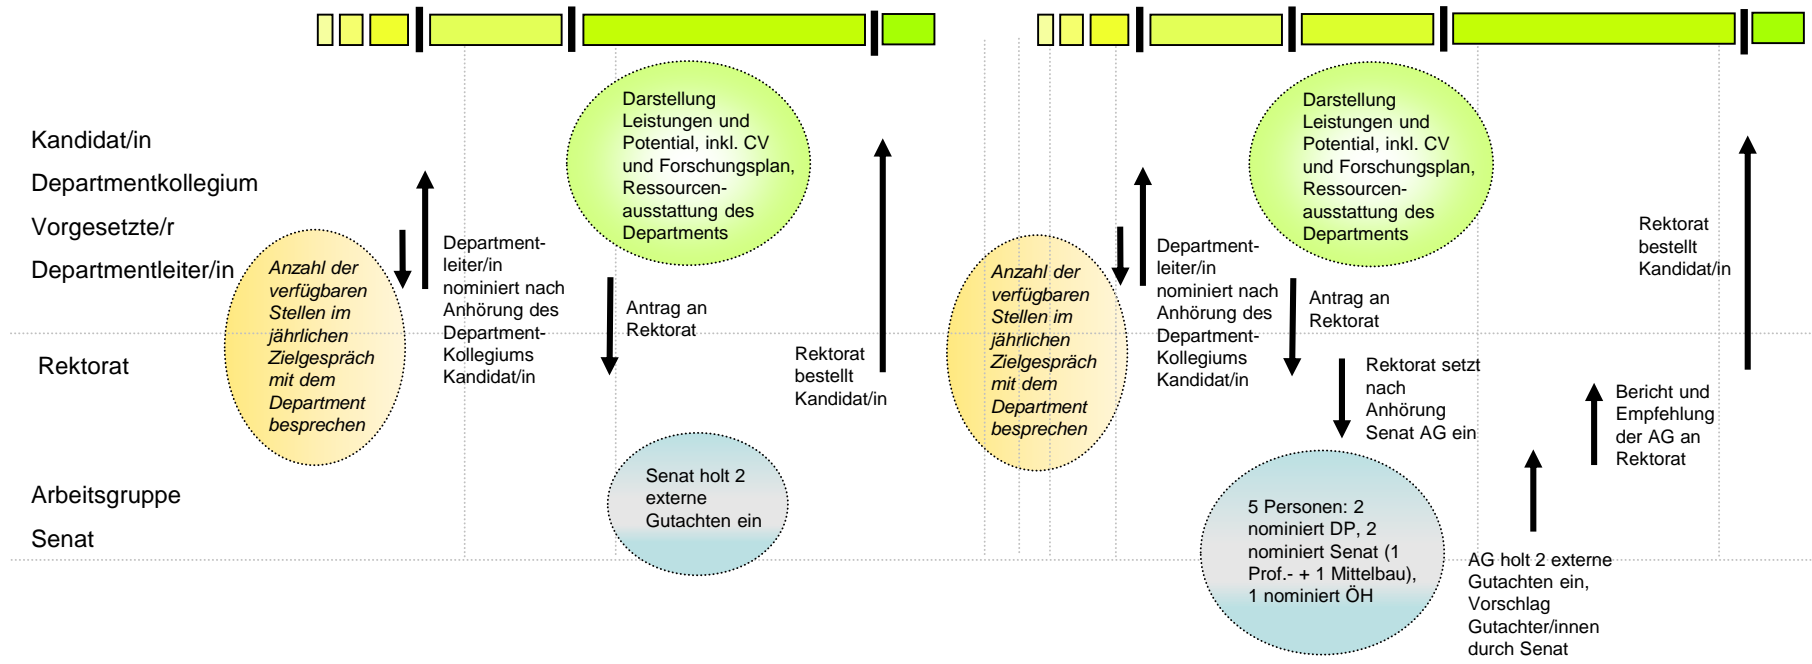 Kandidat/in
Departmentkollegium
Vorgesetzte/r
Departmentleiter/in
Rektorat
Arbeitsgruppe
Senat
Anzahl der
verfügbaren
Stellen im
jährlichen
Zielgespräch
mit dem
Department
besprechen
Department-
leiter/in
nominiert nach
Anhörung des
Department-
Kollegiums
Kandidat/in
Darstellung
Leistungen und
Potential, inkl. CV
und Forschungsplan,
Ressourcen-
ausstattung des
Departments
Antrag an
Rektorat
Senat holt 2
externe
Gutachten ein
Rektorat
bestellt
Kandidat/in
Anzahl der
verfügbaren
Stellen im
jährlichen
Zielgespräch
mit dem
Department
besprechen
Department-
leiter/in
nominiert nach
Anhörung des
Department-
Kollegiums
Kandidat/in
Darstellung
Leistungen und
Potential, inkl. CV
und Forschungsplan,
Ressourcen-
ausstattung des
Departments
Antrag an
Rektorat
Rektorat setzt
nach
Anhörung
Senat AG ein
5 Personen: 2
nominiert DP, 2
nominiert Senat (1
Prof.- + 1 Mittelbau),
1 nominiert ÖH
AG holt 2 externe
Gutachten ein,
Vorschlag
Gutachter/innen
durch Senat
Bericht und
Empfehlung
der AG an
Rektorat
Rektorat
bestellt
Kandidat/in